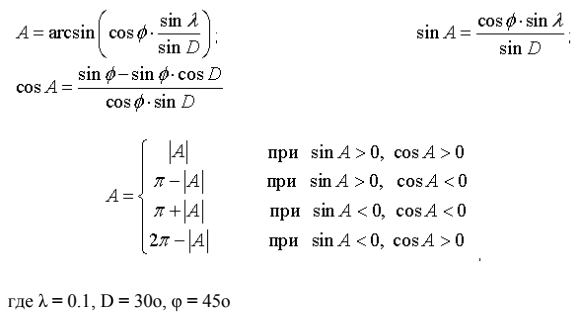 A = arcsin(cos ϕ · sin λ / sin D);
sin A = cos ϕ · sin λ / sin D;
cos A = (sin ϕ − sin ϕ · cos D) / (cos ϕ · sin D)
A = { |A| при sin A > 0, cos A > 0
π − |A| при sin A > 0, cos A < 0
π + |A| при sin A < 0, cos A < 0
2π − |A| при sin A < 0, cos A > 0 .
где λ = 0.1, D = 30о, φ = 45о